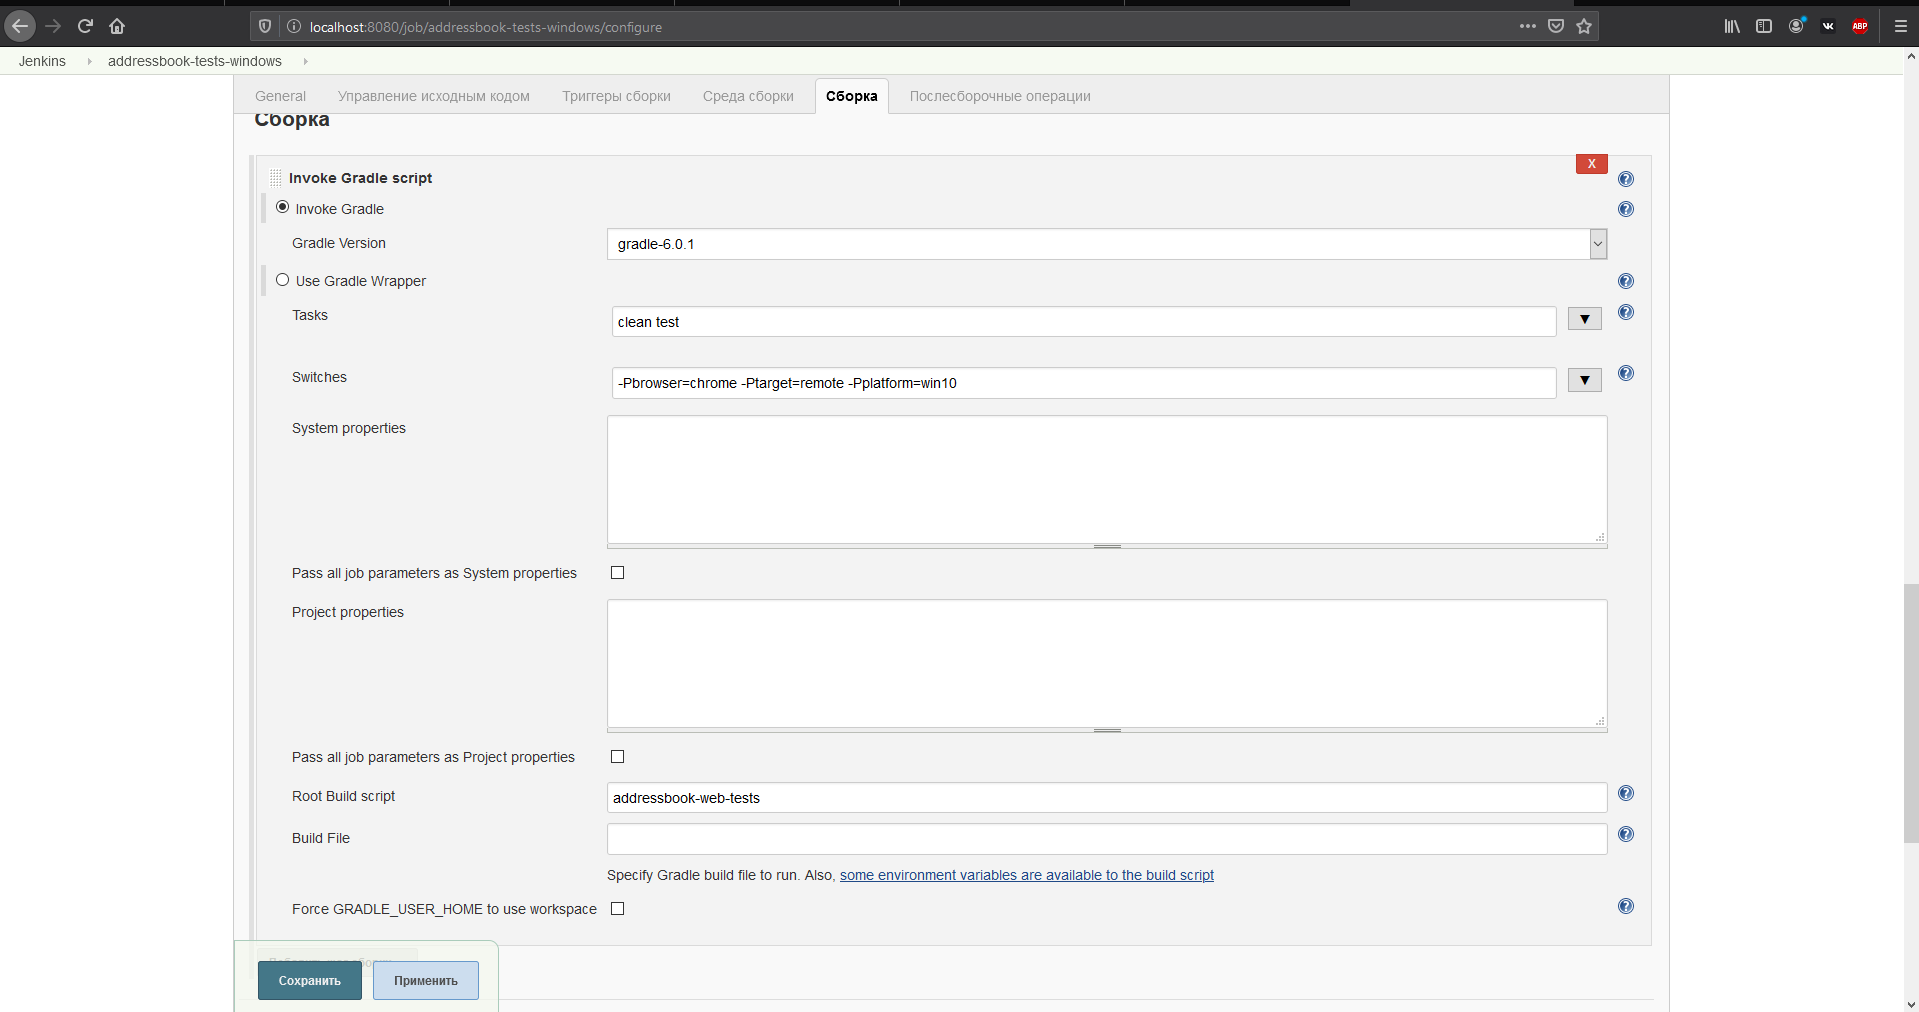 localhost:8080/job/addressbook-tests-windows/configure
Jenkins addressbook-tests-windows
General Управление исходным кодом Триггеры сборки Среда сборки Сборка Послесборочные операции
Сборка
X
Invoke Gradle script
Invoke Gradle
Gradle Version gradle-6.0.1
Use Gradle Wrapper
Tasks clean test
Switches -Pbrowser=chrome -Ptarget=remote -Pplatform=win10
System properties
Pass all job parameters as System properties
Project properties
Pass all job parameters as Project properties
Root Build script addressbook-web-tests
Build File
Specify Gradle build file to run. Also, some environment variables are available to the build script
Force GRADLE_USER_HOME to use workspace
Сохранить Применить